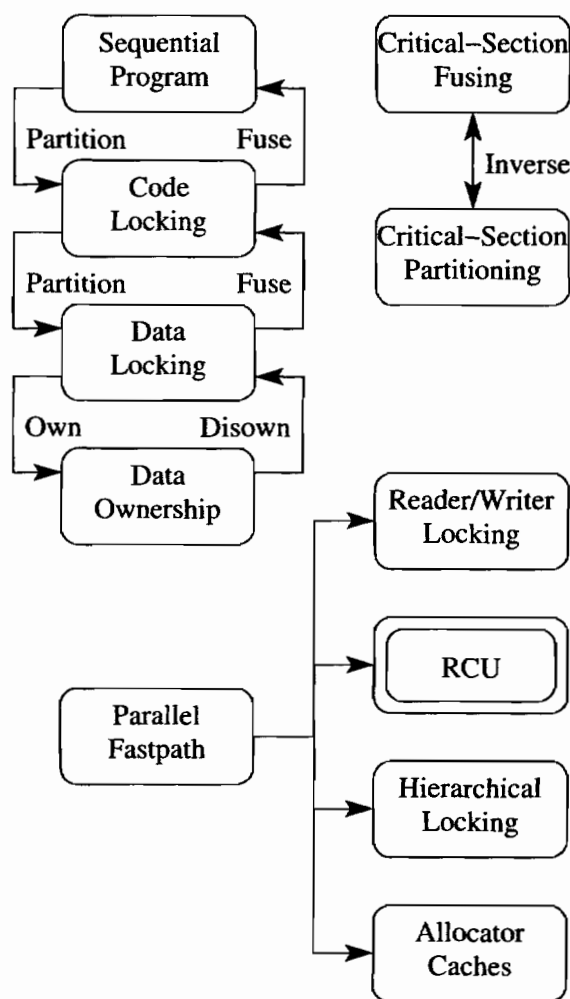 Sequential
Program
Partition
Fuse
Code
Locking
Partition
Fuse
Data
Locking
Own
Disown
Data
Ownership
Critical–Section
Fusing
Inverse
Critical–Section
Partitioning
Parallel
Fastpath
Reader/Writer
Locking
RCU
Hierarchical
Locking
Allocator
Caches